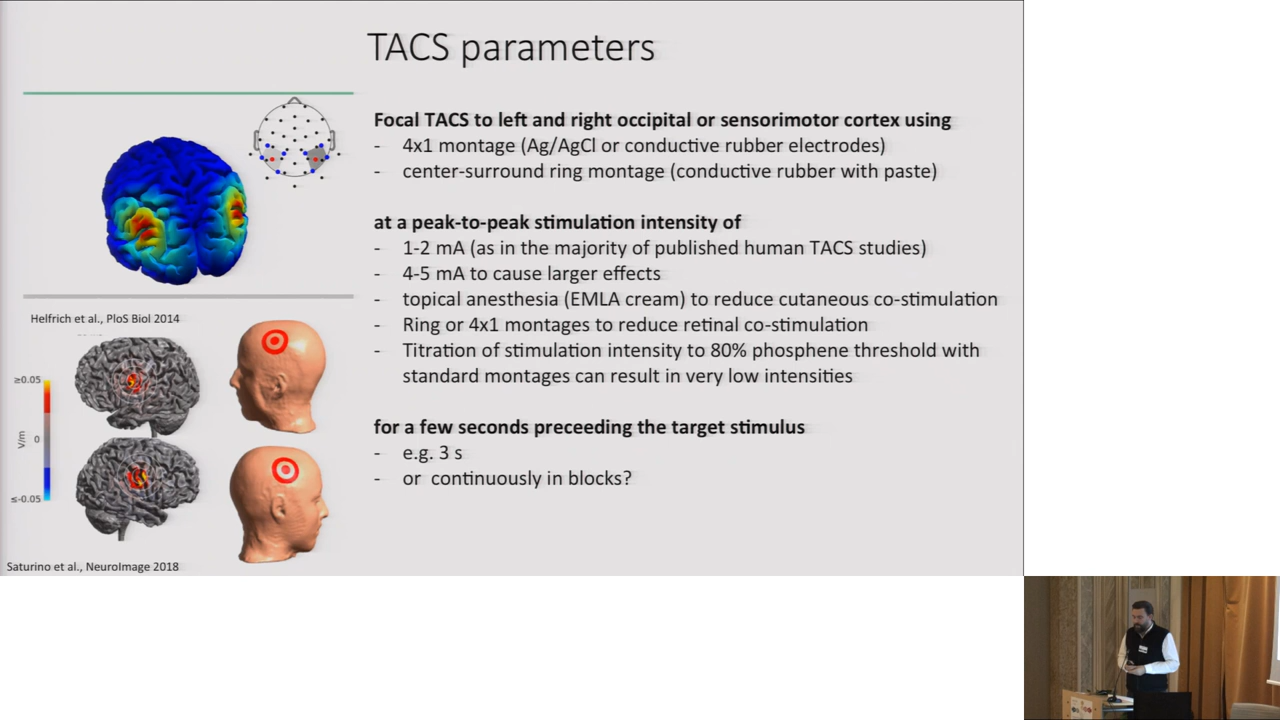 TACS parameters
Focal TACS to left and right occipital or sensorimotor cortex using
- 4x1 montage (Ag/AgCl or conductive rubber electrodes)
- center-surround ring montage (conductive rubber with paste)
at a peak-to-peak stimulation intensity of
- 1-2 mA (as in the majority of published human TACS studies)
- 4-5 mA to cause larger effects
- topical anesthesia (EMLA cream) to reduce cutaneous co-stimulation
- Ring or 4x1 montages to reduce retinal co-stimulation
- Titration of stimulation intensity to 80% phosphene threshold with
standard montages can result in very low intensities
for a few seconds preceeding the target stimulus
- e.g. 3 s
- or continuously in blocks?
Helfrich et al., PloS Biol 2014
≥0.05
V/m
0
≤-0.05
Saturino et al., NeuroImage 2018